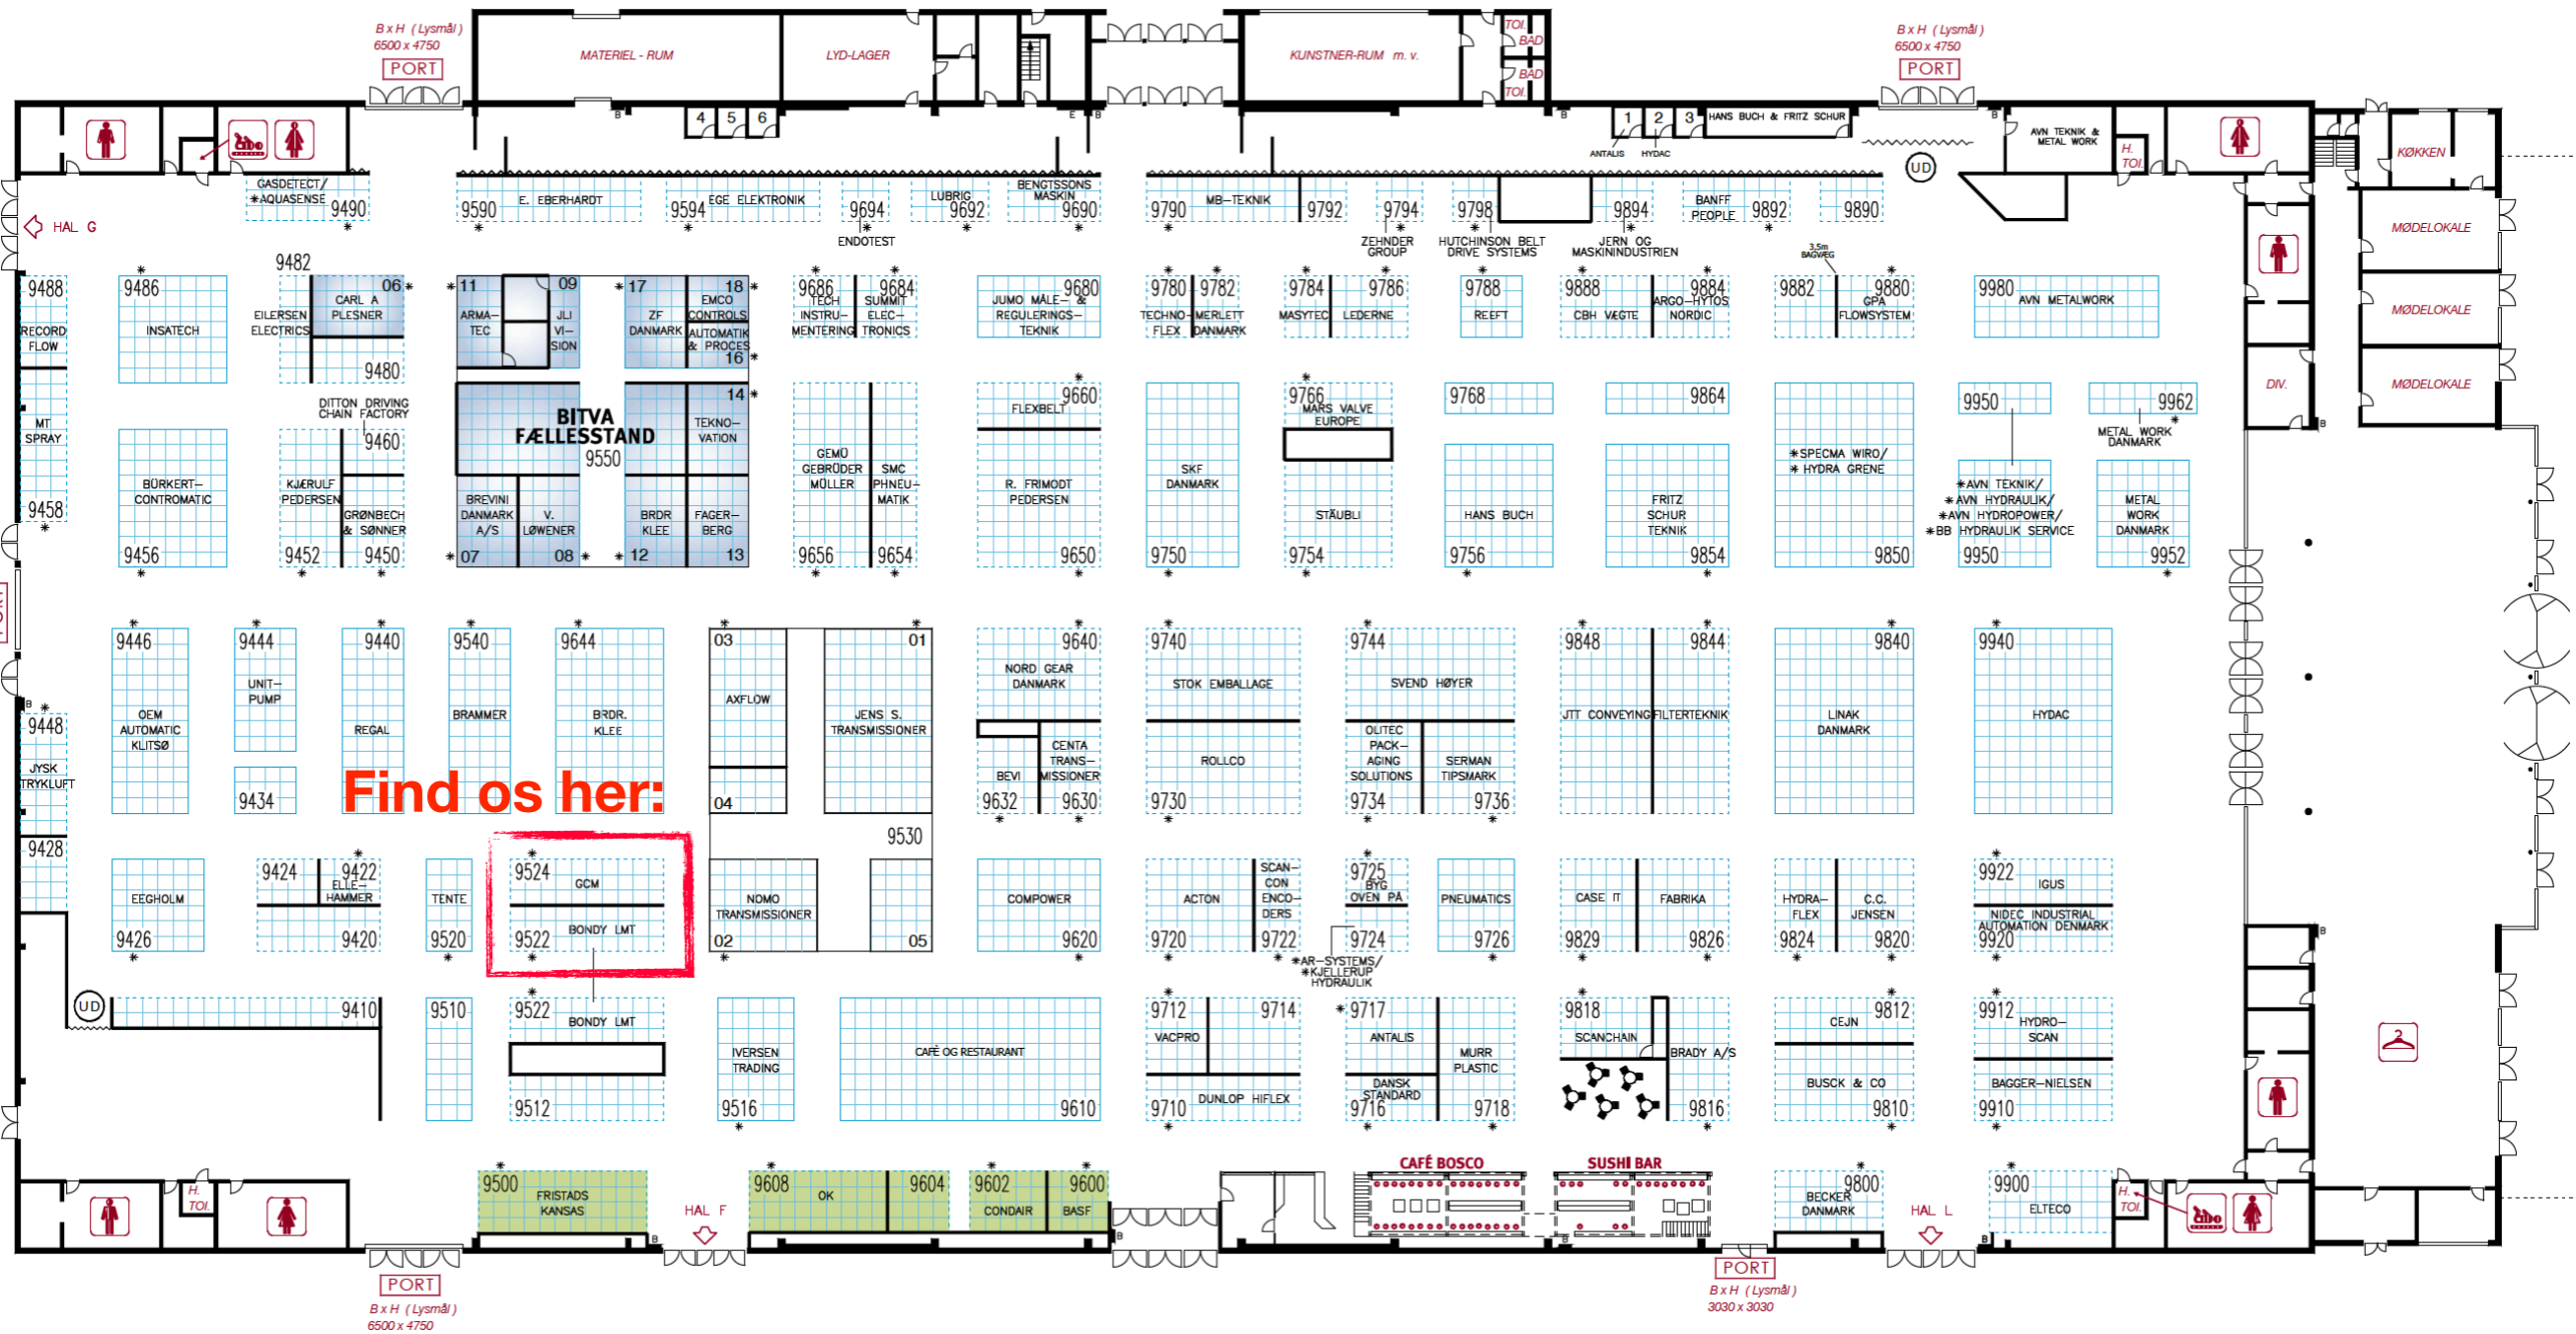 B x H ( Lysmål )
6500 x 4750
PORT
MATERIEL - RUM
LYD-LAGER
KUNSTNER-RUM m. v.
TOI.
BAD
BAD
TOI.
B x H ( Lysmål )
6500 x 4750
PORT
4 5 6
1 2 3 HANS BUCH & FRITZ SCHUR
ANTALIS HYDAC
AVN TEKNIK &
METAL WORK
H.
TOI.
UD
KØKKEN
MØDELOKALE
MØDELOKALE
MØDELOKALE
DIV.
HAL G
GASDETECT/
*AQUASENSE
9490
9590 E. EBERHARDT
9594 EGE ELEKTRONIK
9694
ENDOTEST
LUBRIG
9692
BENGTSSONS
MASKIN
9690
9790 MB-TEKNIK 9792
9794
ZEHNDER
GROUP
9798
HUTCHINSON BELT
DRIVE SYSTEMS
9894
JERN OG
MASKININDUSTRIEN
BANFF
PEOPLE 9892
9890
9488
RECORD
FLOW
9486
INSATECH
9482
EILERSEN
ELECTRICS
06
CARL A
PLESNER
9480
11
ARMA-
TEC
09
JLI
VI-
SION
17
ZF
DANMARK
18
EMCO
CONTROLS
AUTOMATIK
& PROCES
16
9686
TECH
INSTRU-
MENTERING
9684
SUMMIT
ELEC-
TRONICS
9680
JUMO MÅLE- &
REGULERINGS-
TEKNIK
9780
TECHNO-
FLEX
9782
MERLETT
DANMARK
9784
MASYTEC
9786
LEDERNE
9788
REEFT
9888
CBH VÆGTE
9884
ARGO-HYTOS
NORDIC
3,5m
BAGVÆG
9882
9880
GPA
FLOWSYSTEM
9980
AVN METALWORK
MT
SPRAY
9458
BÜRKERT-
CONTROMATIC
9456
DITTON DRIVING
CHAIN FACTORY
9460
KJÆRULF
PEDERSEN
9452
GRØNBECH
& SØNNER
9450
BITVA
FÆLLESSTAND
9550
14
TEKNO-
VATION
BREVINI
DANMARK
A/S
07
V.
LØWENER
08
BRDR
KLEE
12
FAGER-
BERG
13
GEMÜ
GEBRÜDER
MÜLLER
9656
SMC
PHNEU-
MATIK
9654
9660
FLEXBELT
R. FRIMODT
PEDERSEN
9650
SKF
DANMARK
9750
9766
MARS VALVE
EUROPE
STÄUBLI
9754
9768
HANS BUCH
9756
9864
FRITZ
SCHUR
TEKNIK
9854
*SPECMA WIRO/
* HYDRA GRENE
9850
9950
*AVN TEKNIK/
*AVN HYDRAULIK/
*AVN HYDROPOWER/
*BB HYDRAULIK SERVICE
9950
9962
METAL WORK
DANMARK
METAL
WORK
DANMARK
9952
9446
OEM
AUTOMATIC
KLITSØ
9444
UNIT-
PUMP
9434
9440
REGAL
9540
BRAMMER
9644
BRDR.
KLEE
03
AXFLOW
04
01
JENS S.
TRANSMISSIONER
9530
9640
NORD GEAR
DANMARK
BEVI
9632
CENTA
TRANS-
MISSIONER
9630
9740
STOK EMBALLAGE
ROLLCO
9730
9744
SVEND HØYER
OLITEC
PACK-
AGING
SOLUTIONS
9734
SERMAN
TIPSMARK
9736
9848
JTT CONVEYING
9844
FILTERTEKNIK
9840
LINAK
DANMARK
9940
HYDAC
9448
JYSK
TRYKLUFT
9428
Find os her:
EEGHOLM
9426
9424
9422
ELLE-
HAMMER
9420
TENTE
9520
9524
GCM
BONDY LMT
9522
NOMO
TRANSMISSIONER
02
05
COMPOWER
9620
ACTON
9720
SCAN-
CON
ENCO-
DERS
9722
9725
BYG
OVEN PÅ
9724
*AR-SYSTEMS/
*KJELLERUP
HYDRAULIK
PNEUMATICS
9726
CASE IT
9829
FABRIKA
9826
HYDRA-
FLEX
9824
C.C.
JENSEN
9820
9922
IGUS
NIDEC INDUSTRIAL
AUTOMATION DENMARK
9920
UD
9410
9510
9522
BONDY LMT
9512
IVERSEN
TRADING
9516
CAFÉ OG RESTAURANT
9610
9712
VACPRO
9714
9710 DUNLOP HIFLEX
9717
ANTALIS
DANSK
STANDARD
9716
MURR
PLASTIC
9718
9818
SCANCHAIN
BRADY A/S
9816
9812
CEJN
BUSCK & CO
9810
9912
HYDRO-
SCAN
BAGGER-NIELSEN
9910
2
H.
TOI.
9500
FRISTADS
KANSAS
HAL F
9608 OK 9604
9602
CONDAIR
9600
BASF
CAFÉ BOSCO
SUSHI BAR
9800
BECKER
DANMARK
HAL L
9900
ELTECO
H.
TOI.
PORT
B x H ( Lysmål )
6500 x 4750
PORT
B x H ( Lysmål )
3030 x 3030